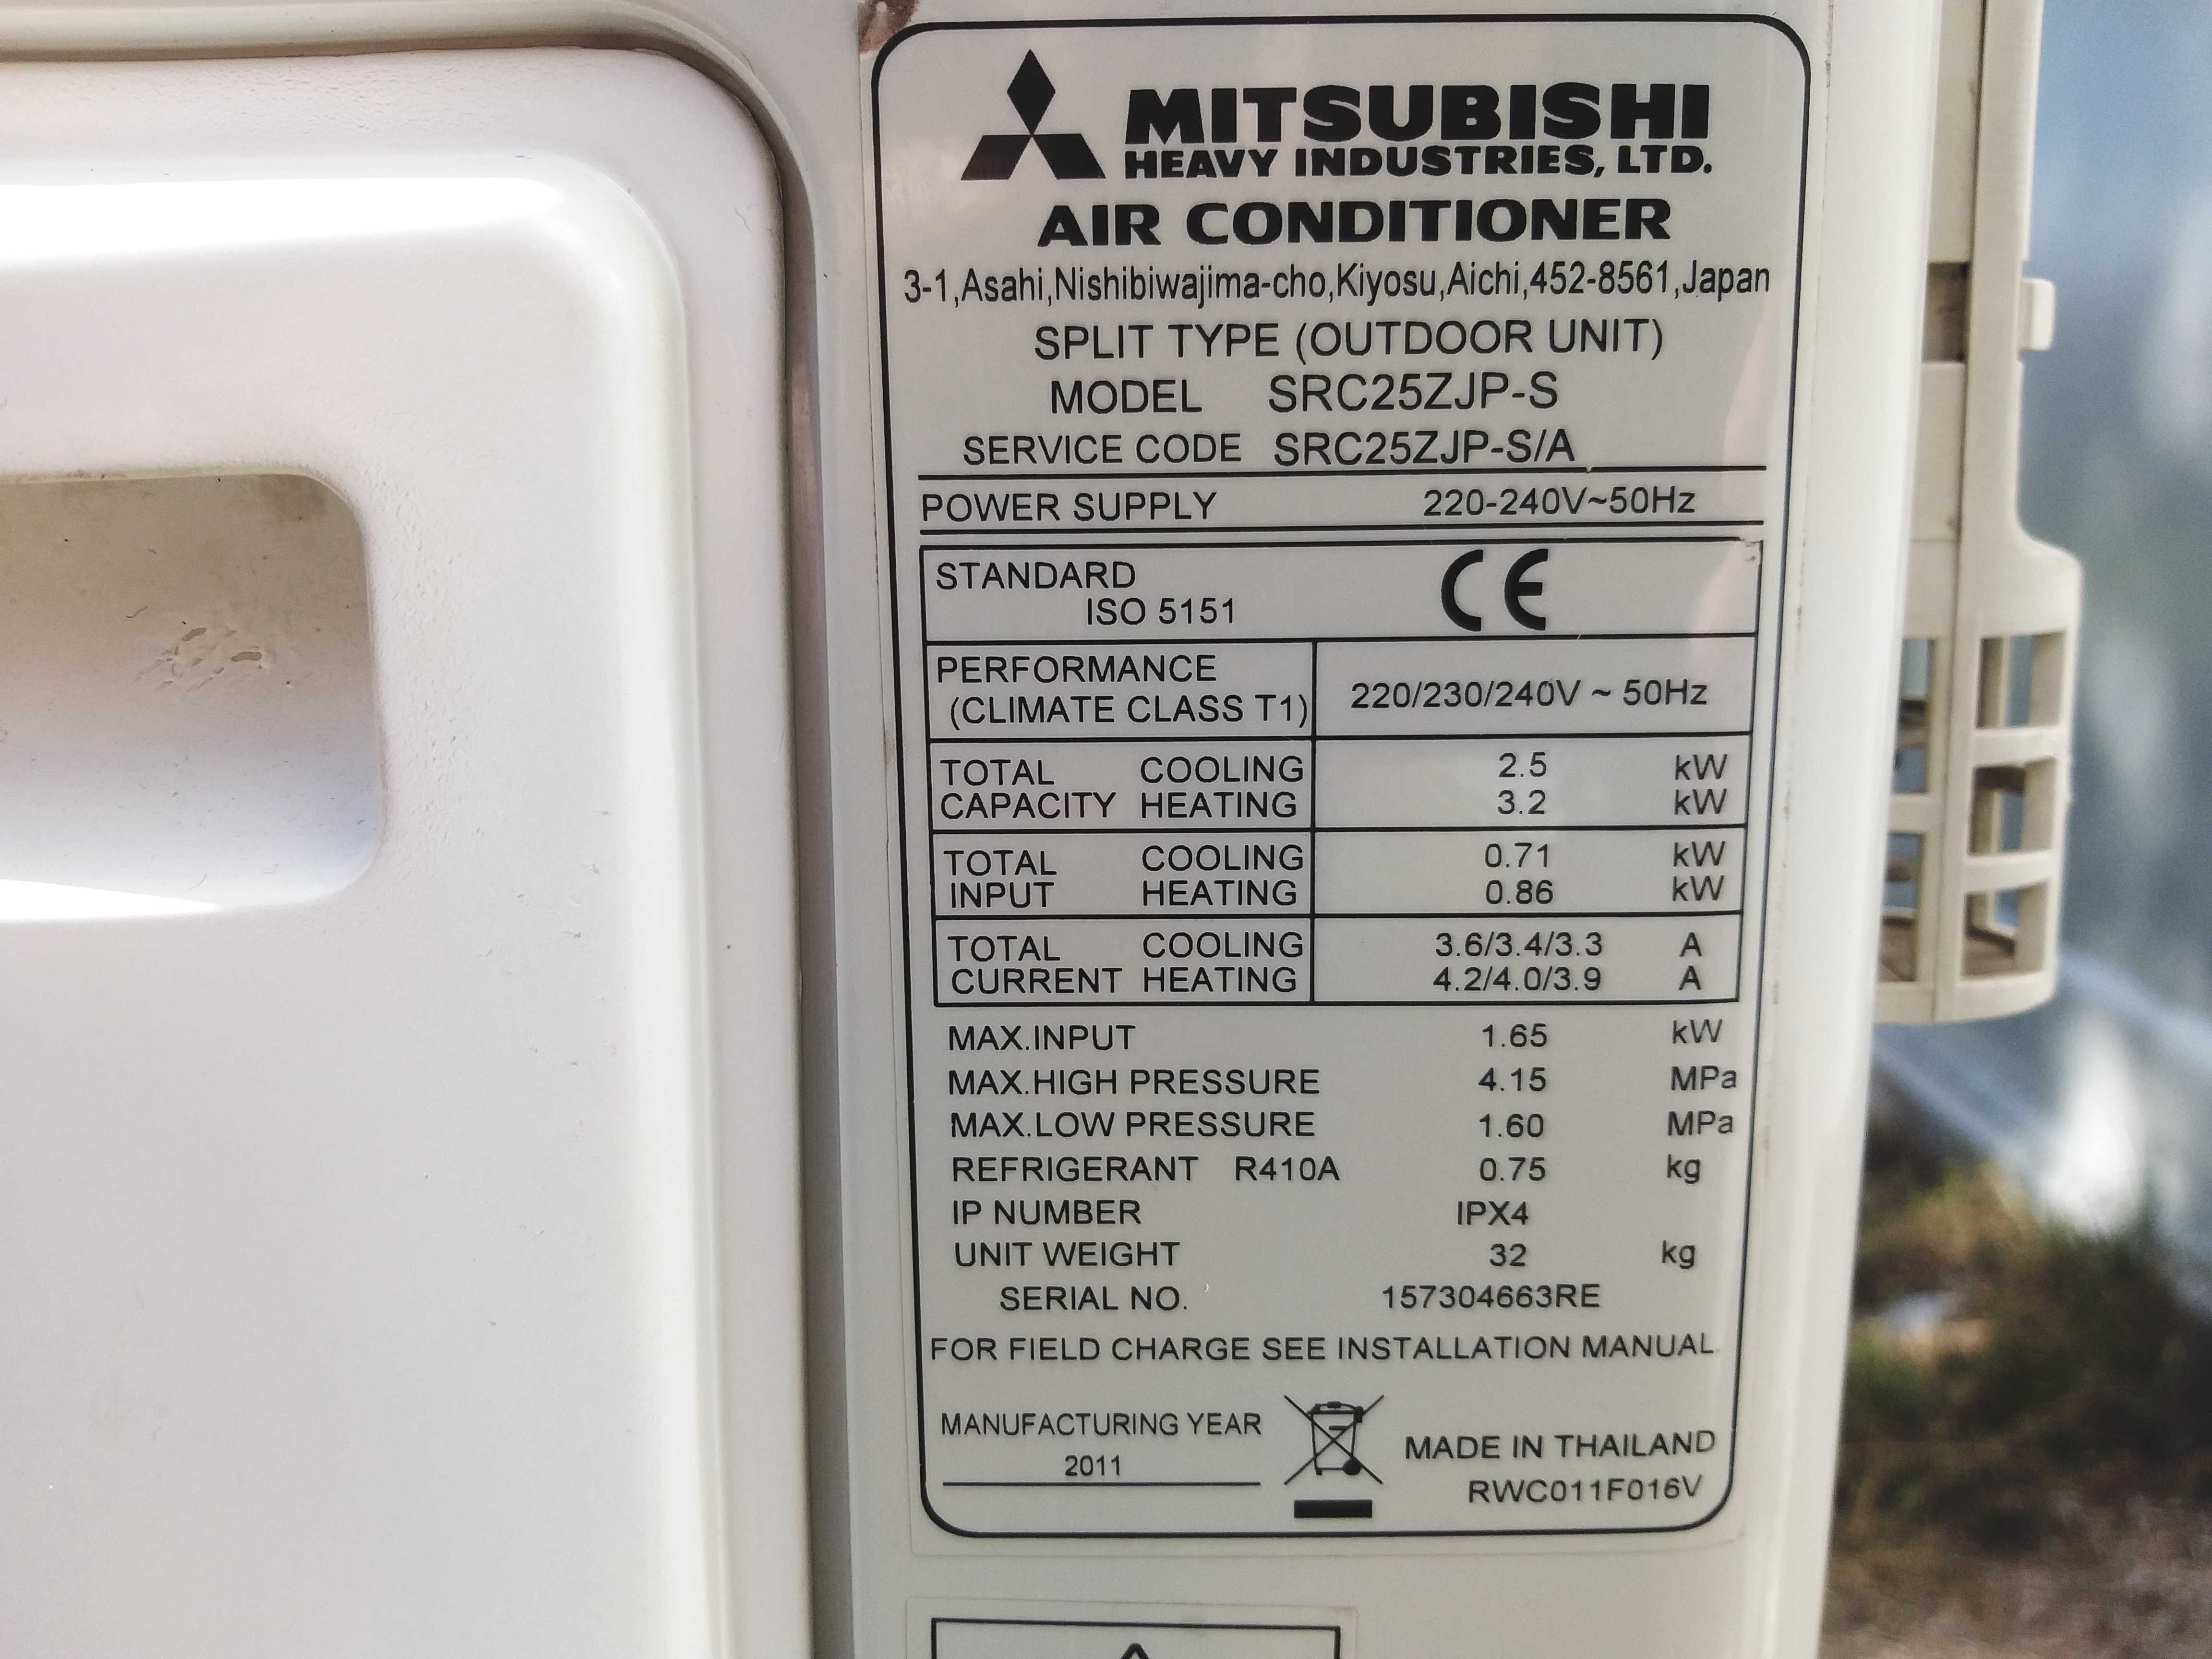 MITSUBISHI
HEAVY INDUSTRIES, LTD.
AIR CONDITIONER
3-1,Asahi,Nishibiwajima-cho,Kiyosu,Aichi,452-8561,Japan
SPLIT TYPE (OUTDOOR UNIT)
MODEL SRC25ZJP-S
SERVICE CODE SRC25ZJP-S/A
POWER SUPPLY 220-240V~50Hz
STANDARD
ISO 5151 CE
PERFORMANCE
(CLIMATE CLASS T1) 220/230/240V ~ 50Hz
TOTAL COOLING 2.5 kW
CAPACITY HEATING 3.2 kW
TOTAL COOLING 0.71 kW
INPUT HEATING 0.86 kW
TOTAL COOLING 3.6/3.4/3.3 A
CURRENT HEATING 4.2/4.0/3.9 A
MAX.INPUT 1.65 kW
MAX.HIGH PRESSURE 4.15 MPa
MAX.LOW PRESSURE 1.60 MPa
REFRIGERANT R410A 0.75 kg
IP NUMBER IPX4
UNIT WEIGHT 32 kg
SERIAL NO. 157304663RE
FOR FIELD CHARGE SEE INSTALLATION MANUAL.
MANUFACTURING YEAR
2011
MADE IN THAILAND
RWC011F016V